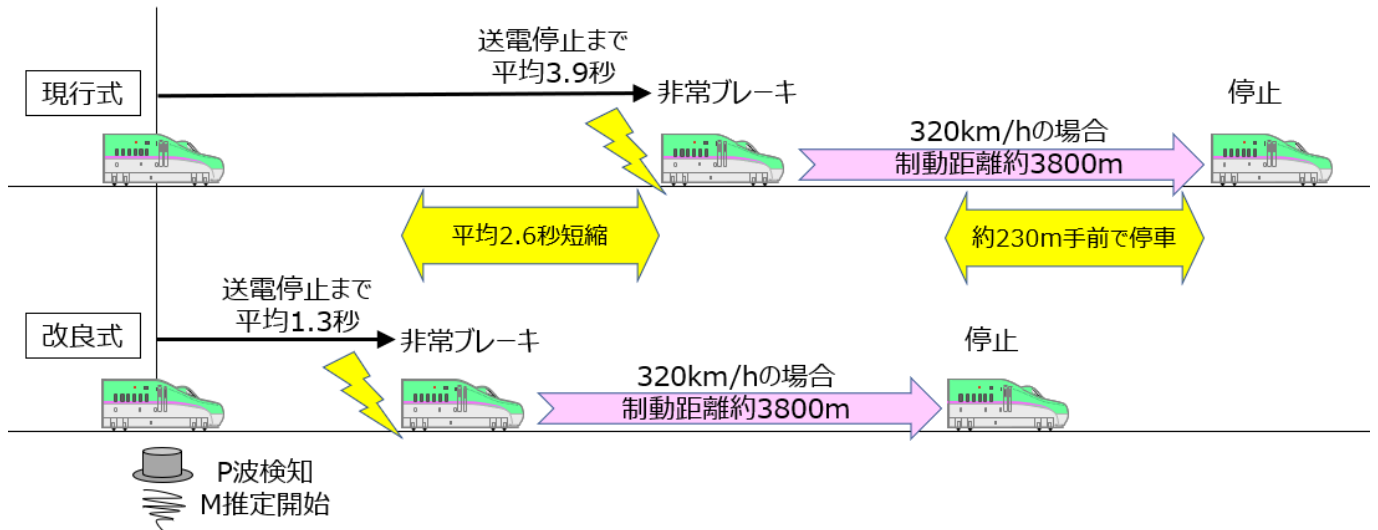 送電停止まで
平均3.9秒
現行式
非常ブレーキ
停止
320km/hの場合
制動距離約3800m
平均2.6秒短縮
約230m手前で停車
送電停止まで
平均1.3秒
改良式
非常ブレーキ
停止
320km/hの場合
制動距離約3800m
P波検知
M推定開始